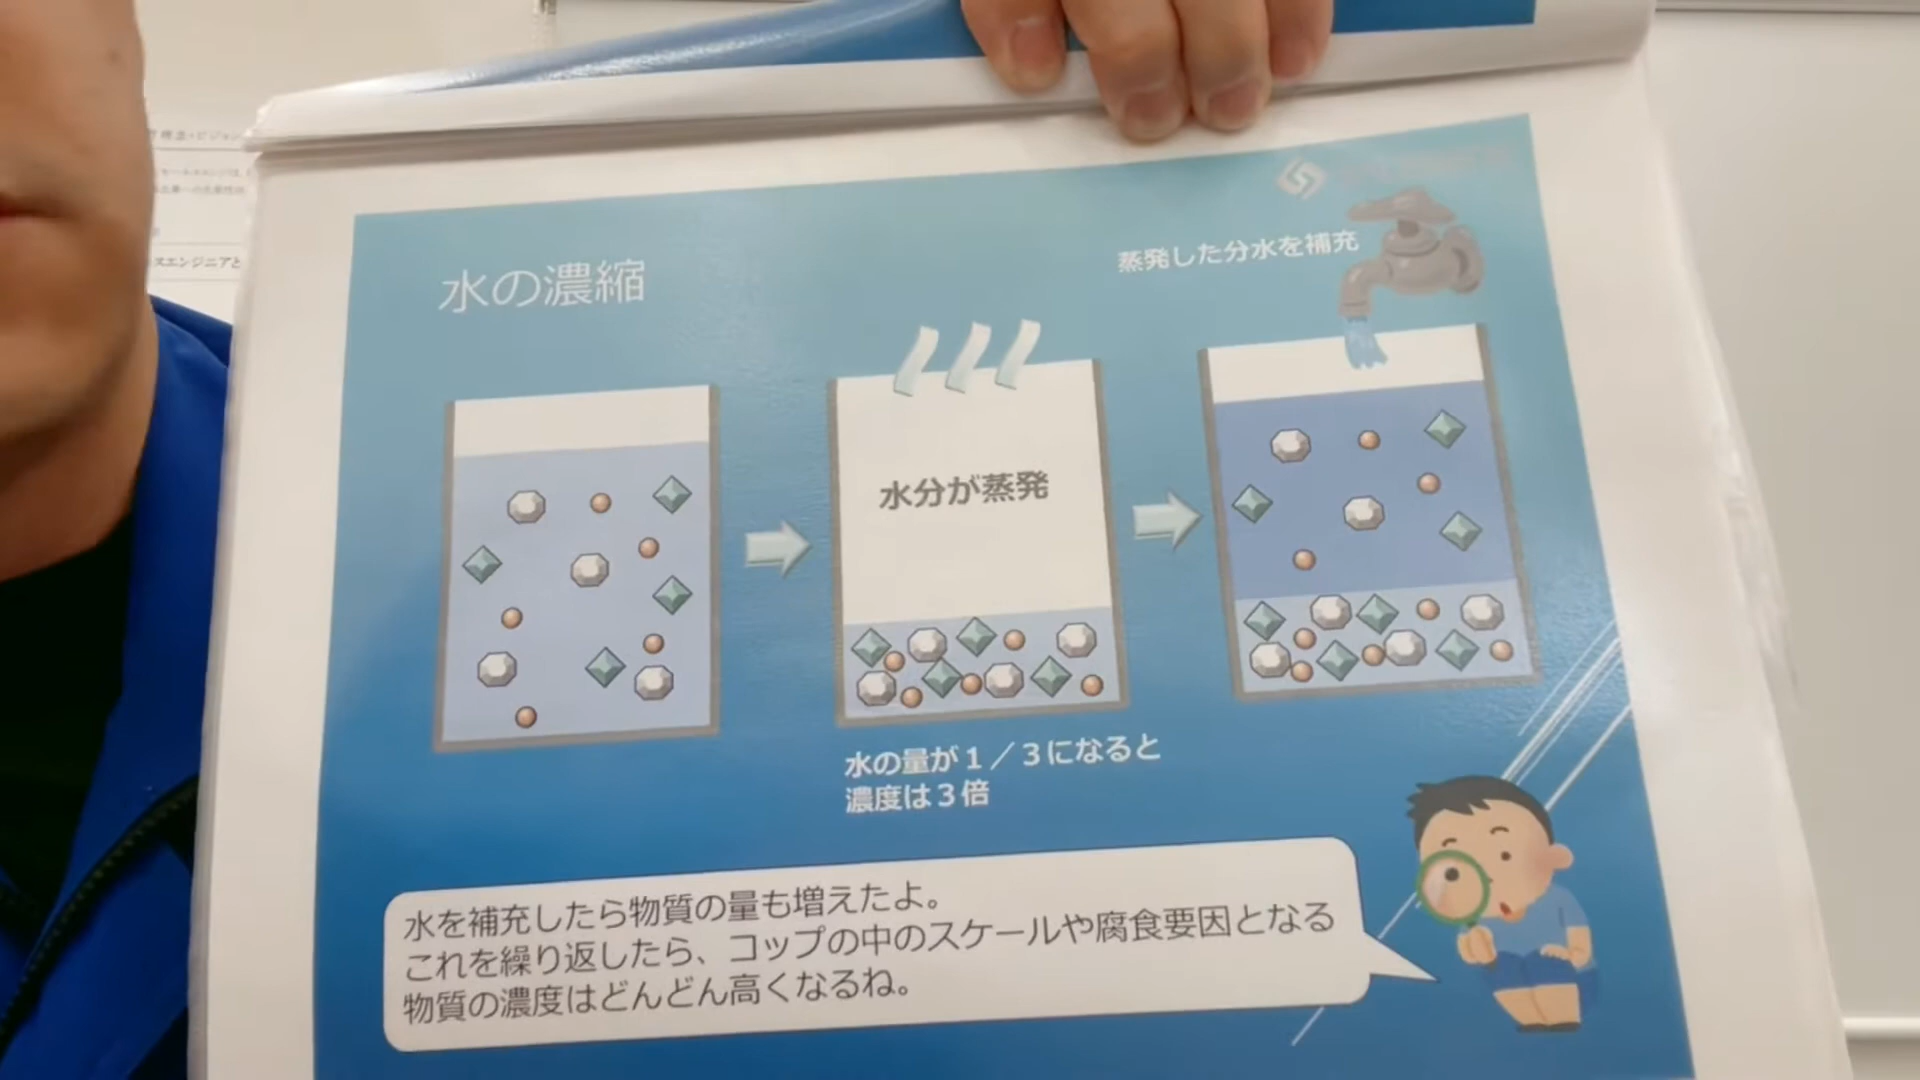 水の濃縮
蒸発した分水を補充
水分が蒸発
水の量が１／３になると
濃度は３倍
水を補充したら物質の量も増えたよ。
これを繰り返したら、コップの中のスケールや腐食要因となる
物質の濃度はどんどん高くなるね。
スエンジニアと